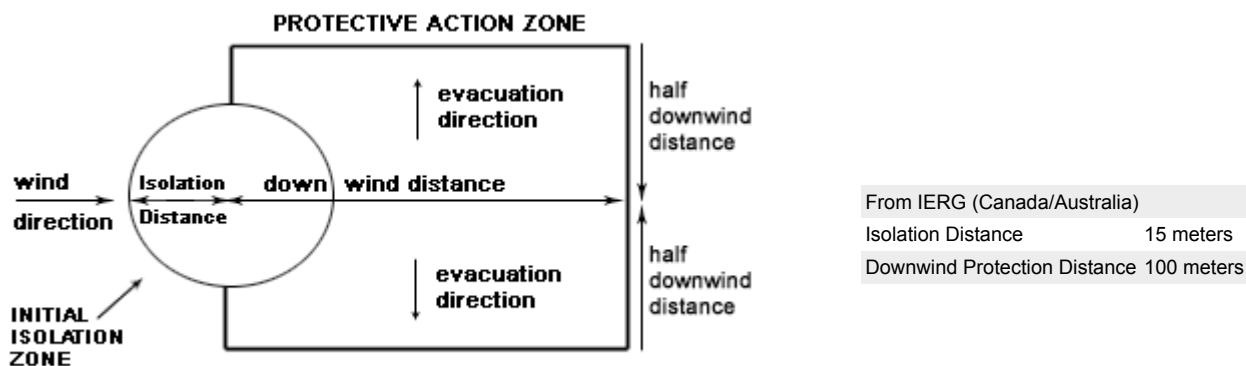 PROTECTIVE ACTION ZONE
evacuation
direction
half
downwind
distance
wind
direction
Isolation
Distance
down wind distance
evacuation
direction
half
downwind
distance
INITIAL
ISOLATION
ZONE
From IERG (Canada/Australia)
Isolation Distance 15 meters
Downwind Protection Distance 100 meters